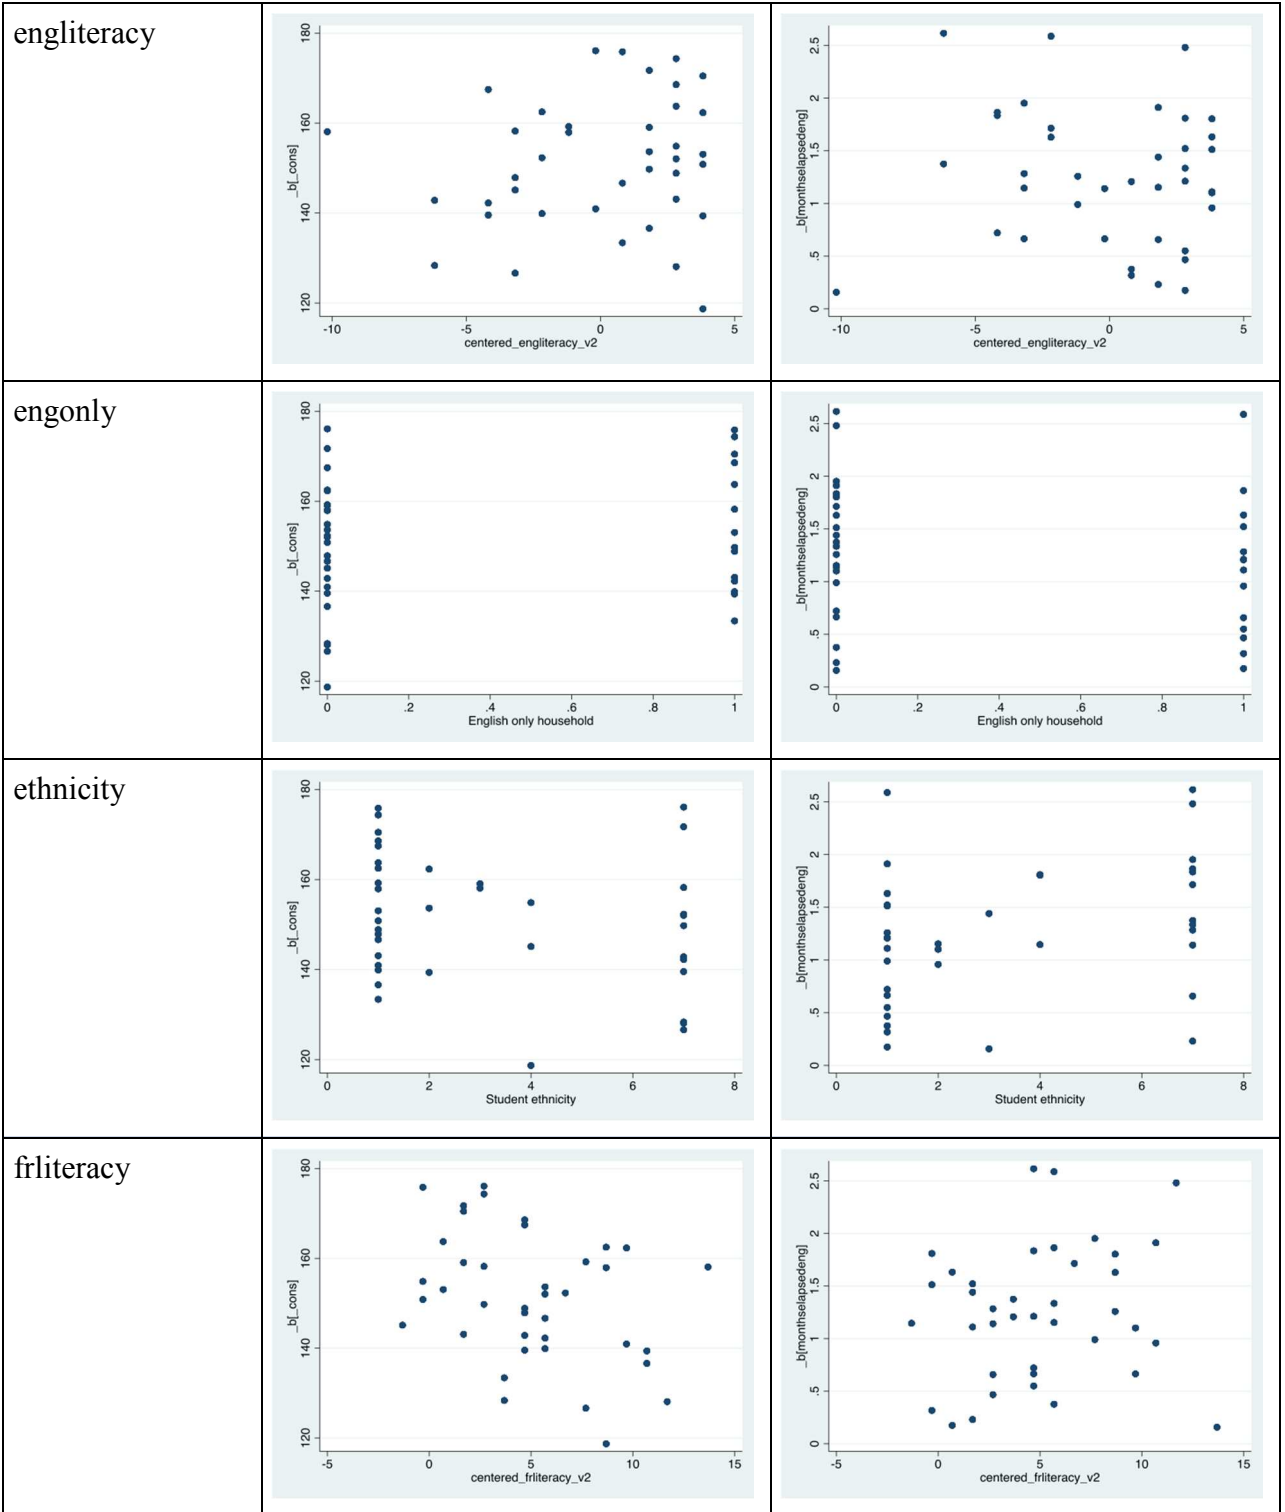 engliteracy
180
160
140
120
_b[_cons]
-10 -5 0 5
centered_engliteracy_v2
2.5
2
1.5
1
.5
0
_b[monthselapsedeng]
-10 -5 0 5
centered_engliteracy_v2
engonly
180
160
140
120
_b[_cons]
0 .2 .4 .6 .8 1
English only household
2.5
2
1.5
1
.5
0
_b[monthselapsedeng]
0 .2 .4 .6 .8 1
English only household
ethnicity
180
160
140
120
_b[_cons]
0 2 4 6 8
Student ethnicity
2.5
2
1.5
1
.5
0
_b[monthselapsedeng]
0 2 4 6 8
Student ethnicity
frliteracy
180
160
140
120
_b[_cons]
-5 0 5 10 15
centered_frliteracy_v2
2.5
2
1.5
1
.5
0
_b[monthselapsedeng]
-5 0 5 10 15
centered_frliteracy_v2